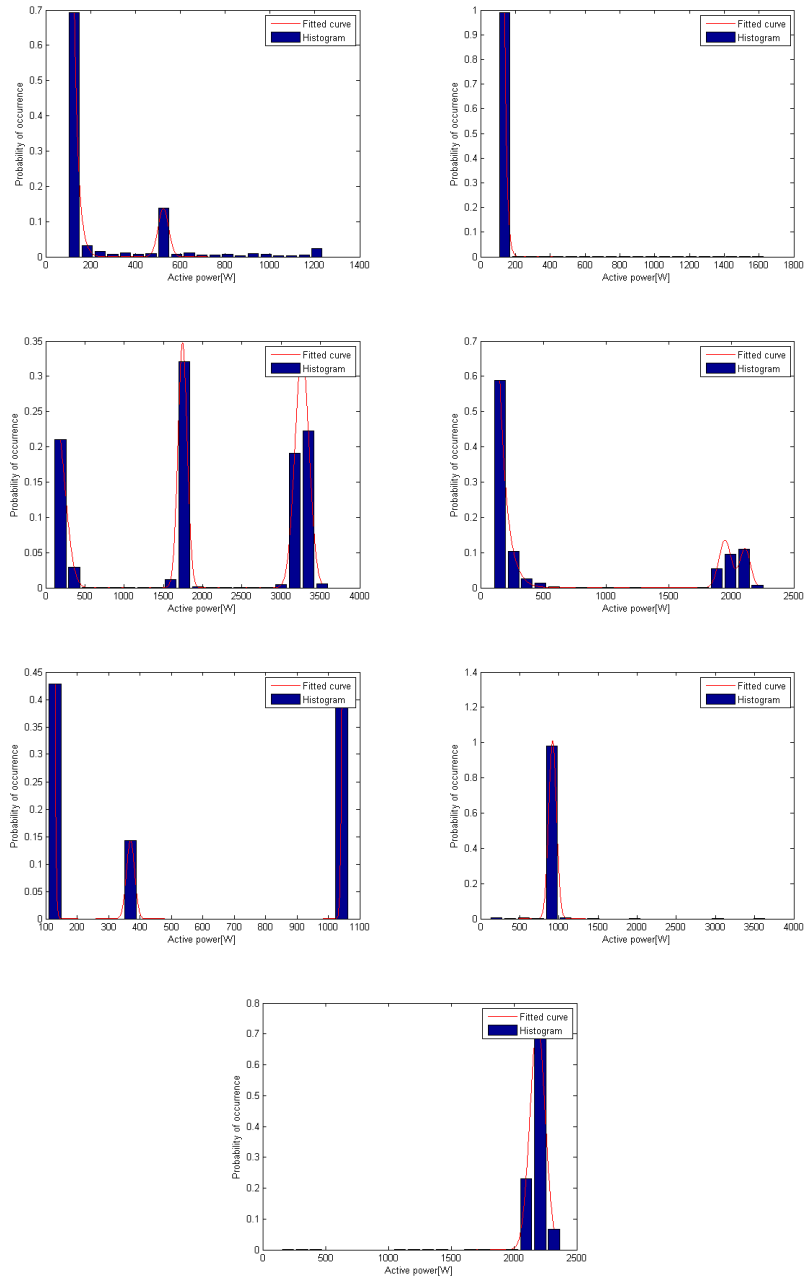 0.7
0.6
0.5
0.4
0.3
0.2
0.1
0
Probability of occurrence
Fitted curve
Histogram
0 200 400 600 800 1000 1200 1400
Active power[W]
1
0.9
0.8
0.7
0.6
0.5
0.4
0.3
0.2
0.1
0
Probability of occurrence
Fitted curve
Histogram
0 200 400 600 800 1000 1200 1400 1600 1800
Active power[W]
0.35
0.3
0.25
0.2
0.15
0.1
0.05
0
Probability of occurrence
Fitted curve
Histogram
0 500 1000 1500 2000 2500 3000 3500 4000
Active power[W]
0.7
0.6
0.5
0.4
0.3
0.2
0.1
0
Probability of occurrence
Fitted curve
Histogram
0 500 1000 1500 2000 2500
Active power[W]
0.45
0.4
0.35
0.3
0.25
0.2
0.15
0.1
0.05
0
Probability of occurrence
Fitted curve
Histogram
100 200 300 400 500 600 700 800 900 1000 1100
Active power[W]
1.4
1.2
1
0.8
0.6
0.4
0.2
0
Probability of occurrence
Fitted curve
Histogram
0 500 1000 1500 2000 2500 3000 3500 4000
Active power[W]
0.8
0.7
0.6
0.5
0.4
0.3
0.2
0.1
0
Probability of occurrence
Fitted curve
Histogram
0 500 1000 1500 2000 2500
Active power[W]